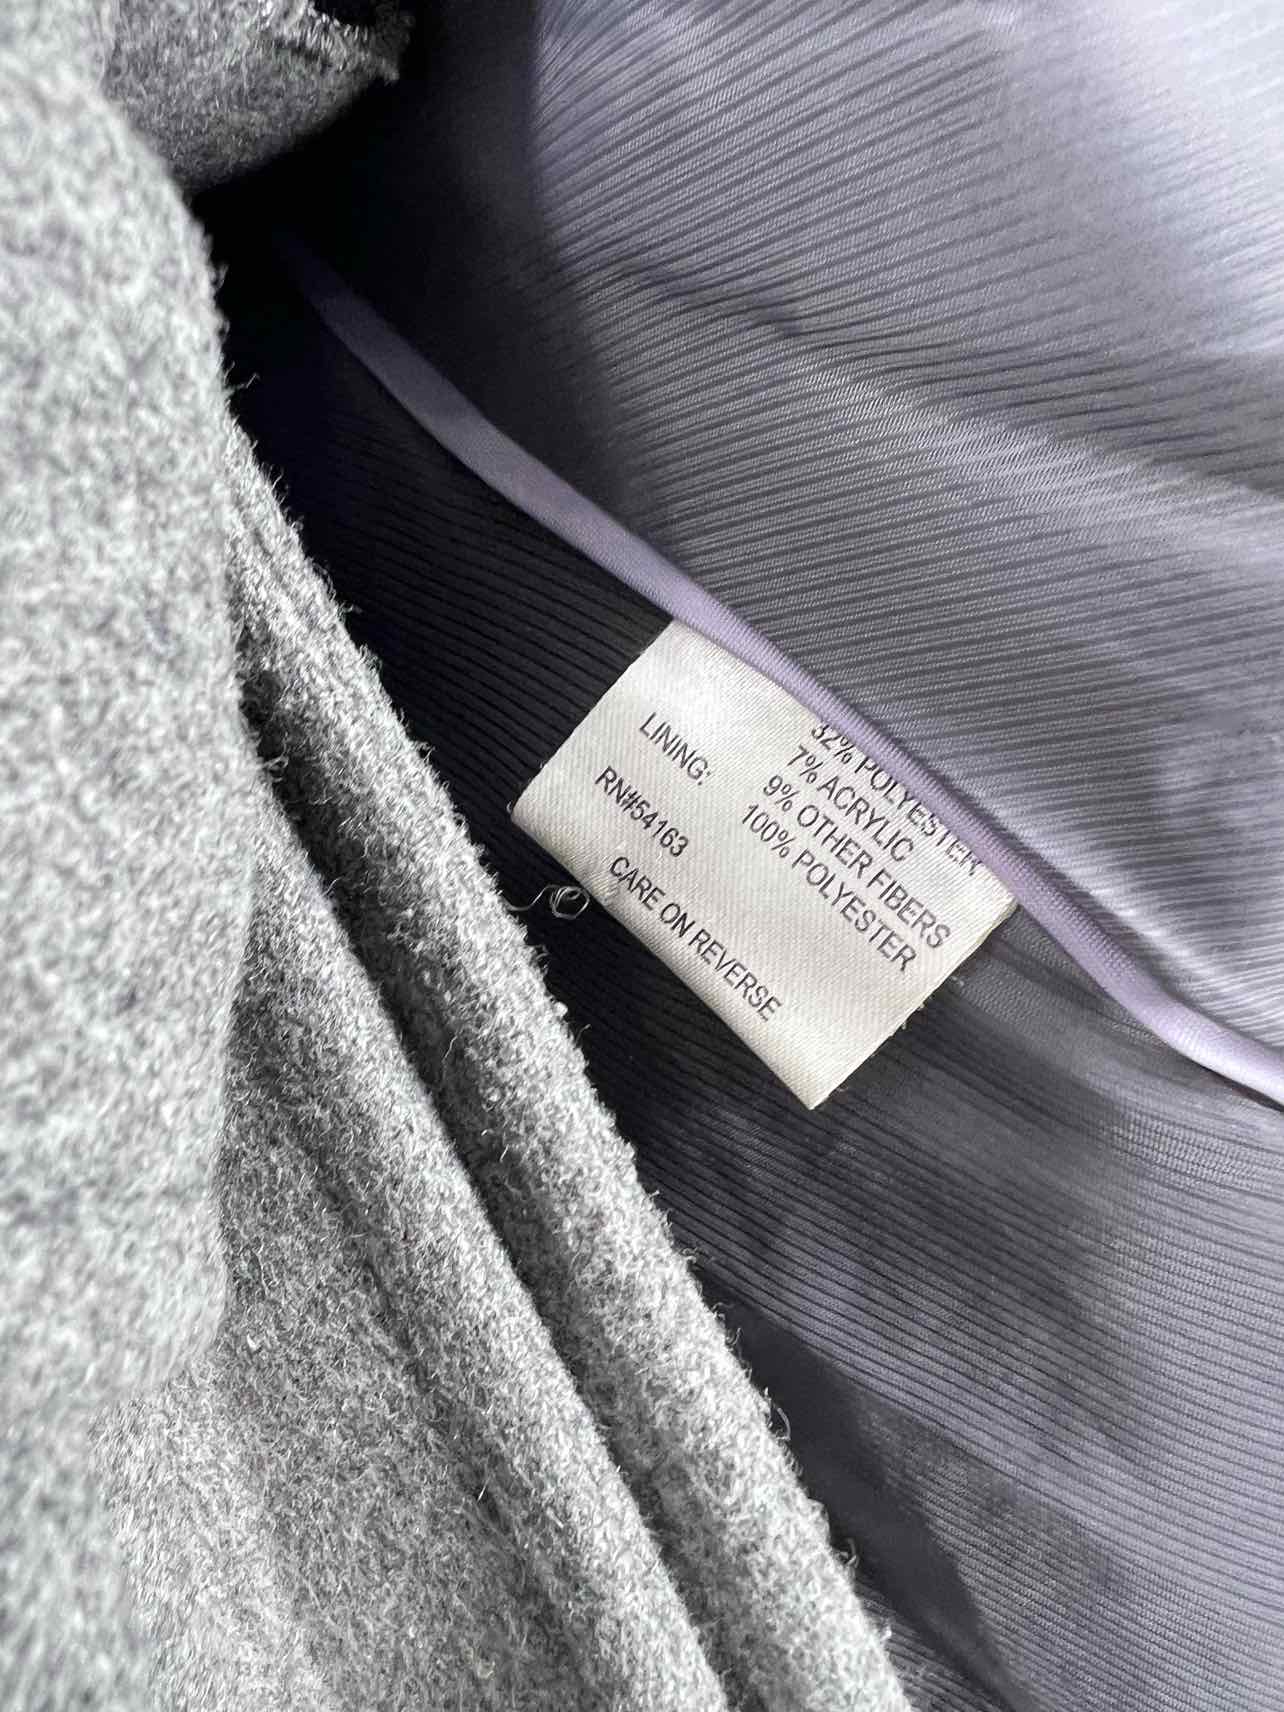 32% POLYESTER
7% ACRYLIC
9% OTHER FIBERS
LINING: 100% POLYESTER
RN#54163
CARE ON REVERSE